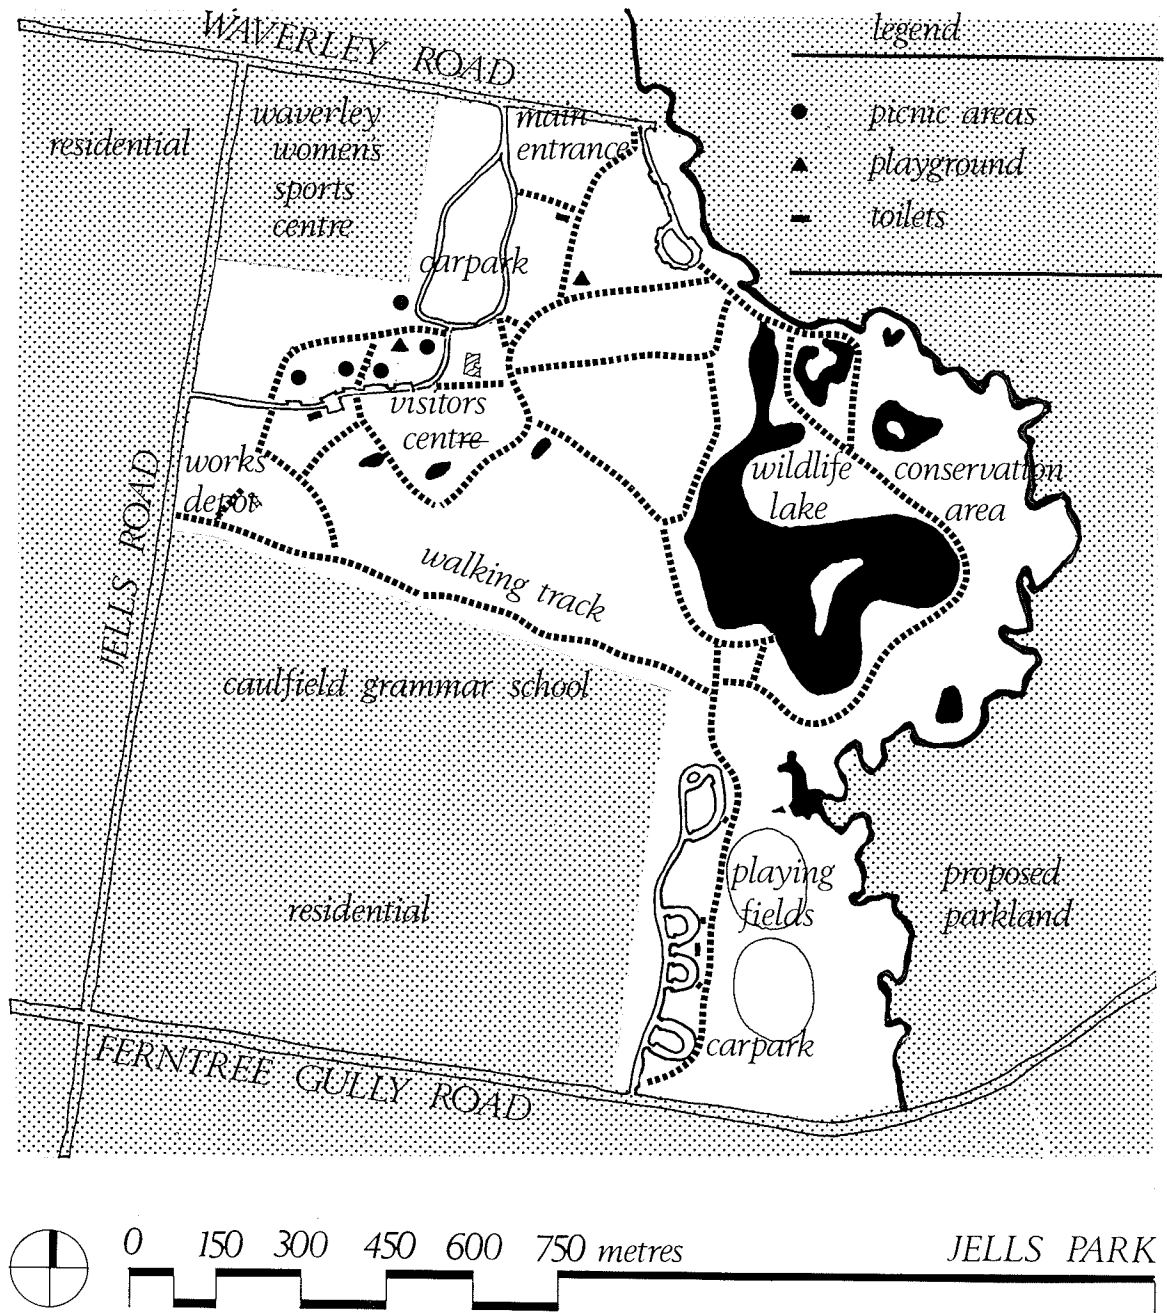 WAVERLEY ROAD
legend
picnic areas
playground
toilets
residential
waverley
women's
sports
centre
main
entrance
carpark
visitors
centre
works
depot
JELLS ROAD
wildlife
lake
conservation
area
walking track
caulfield grammar school
residential
playing
fields
proposed
parkland
carpark
FERNTREE GULLY ROAD
0 150 300 450 600 750 metres
JELLS PARK